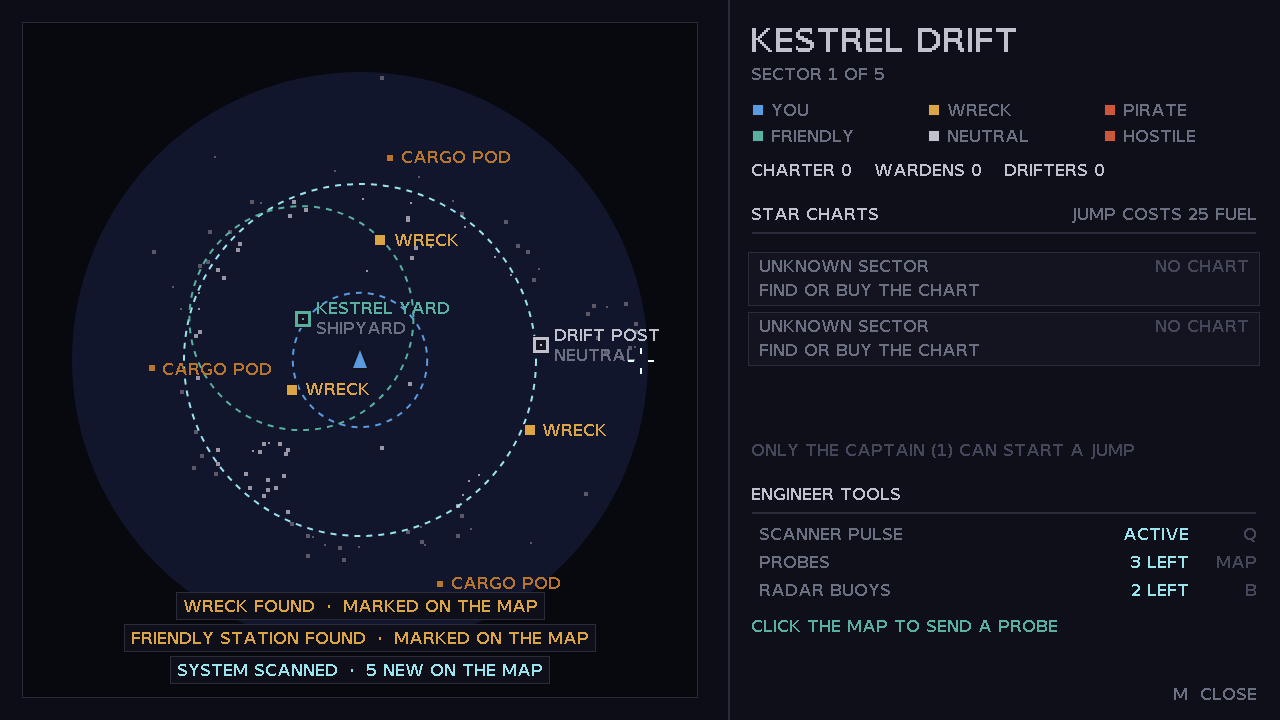 CARGO POD
WRECK
KESTREL YARD
SHIPYARD
DRIFT POST
NEUTRAL
CARGO POD
WRECK
WRECK
CARGO POD
WRECK FOUND · MARKED ON THE MAP
FRIENDLY STATION FOUND · MARKED ON THE MAP
SYSTEM SCANNED · 5 NEW ON THE MAP
KESTREL DRIFT
SECTOR 1 OF 5
YOU WRECK PIRATE
FRIENDLY NEUTRAL HOSTILE
CHARTER 0 WARDENS 0 DRIFTERS 0
STAR CHARTS JUMP COSTS 25 FUEL
UNKNOWN SECTOR NO CHART
FIND OR BUY THE CHART
UNKNOWN SECTOR NO CHART
FIND OR BUY THE CHART
ONLY THE CAPTAIN (1) CAN START A JUMP
ENGINEER TOOLS
SCANNER PULSE ACTIVE Q
PROBES 3 LEFT MAP
RADAR BUOYS 2 LEFT B
CLICK THE MAP TO SEND A PROBE
M CLOSE